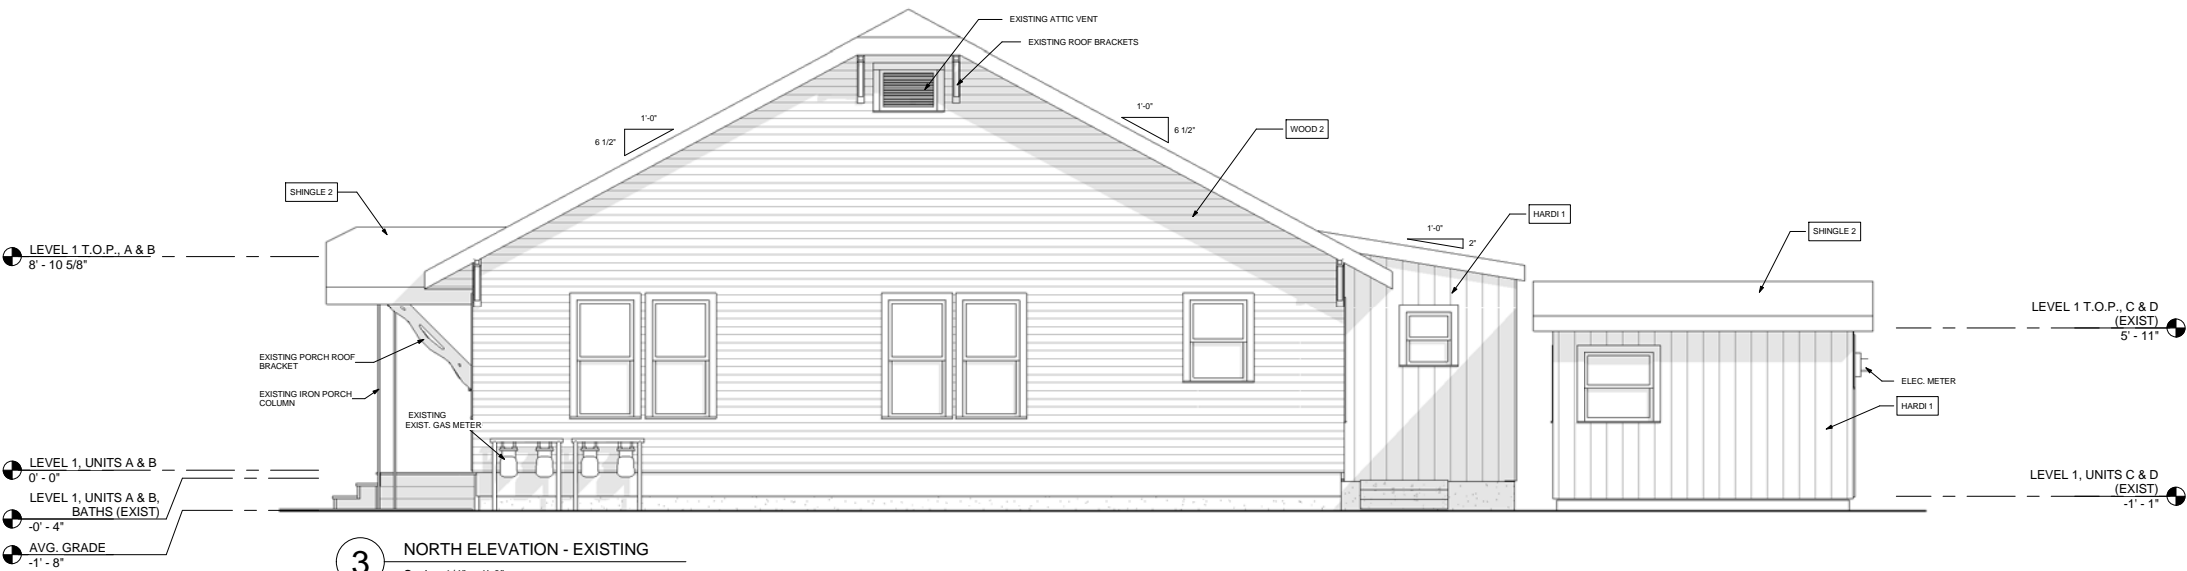 EXISTING ATTIC VENT
EXISTING ROOF BRACKETS
1'-0"
6 1/2"
1'-0"
6 1/2"
WOOD 2
SHINGLE 2
HARDI 1
1'-0"
2"
SHINGLE 2
LEVEL 1 T.O.P., A & B
8' - 10 5/8"
LEVEL 1 T.O.P., C & D
(EXIST)
5' - 11"
EXISTING PORCH ROOF
BRACKET
EXISTING IRON PORCH
COLUMN
EXISTING
EXIST. GAS METER
ELEC. METER
HARDI 1
LEVEL 1, UNITS A & B
0' - 0"
LEVEL 1, UNITS A & B,
BATHS (EXIST)
-0' - 4"
AVG. GRADE
-1' - 8"
LEVEL 1, UNITS C & D
(EXIST)
-1' - 1"
3
NORTH ELEVATION - EXISTING